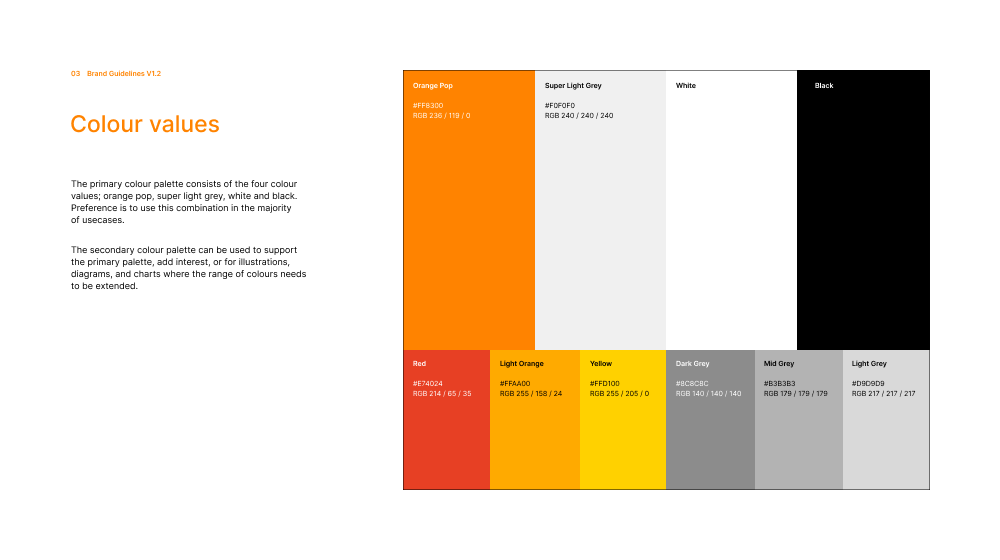 03 Brand Guidelines V1.2
Colour values
The primary colour palette consists of the four colour
values; orange pop, super light grey, white and black.
Preference is to use this combination in the majority
of usecases.
The secondary colour palette can be used to support
the primary palette, add interest, or for illustrations,
diagrams, and charts where the range of colours needs
to be extended.
Orange Pop
#FF8300
RGB 236 / 119 / 0
Super Light Grey
#F0F0F0
RGB 240 / 240 / 240
White
Black
Red
#E74024
RGB 214 / 65 / 35
Light Orange
#FFAA00
RGB 255 / 158 / 24
Yellow
#FFD100
RGB 255 / 205 / 0
Dark Grey
#8C8C8C
RGB 140 / 140 / 140
Mid Grey
#B3B3B3
RGB 179 / 179 / 179
Light Grey
#D9D9D9
RGB 217 / 217 / 217